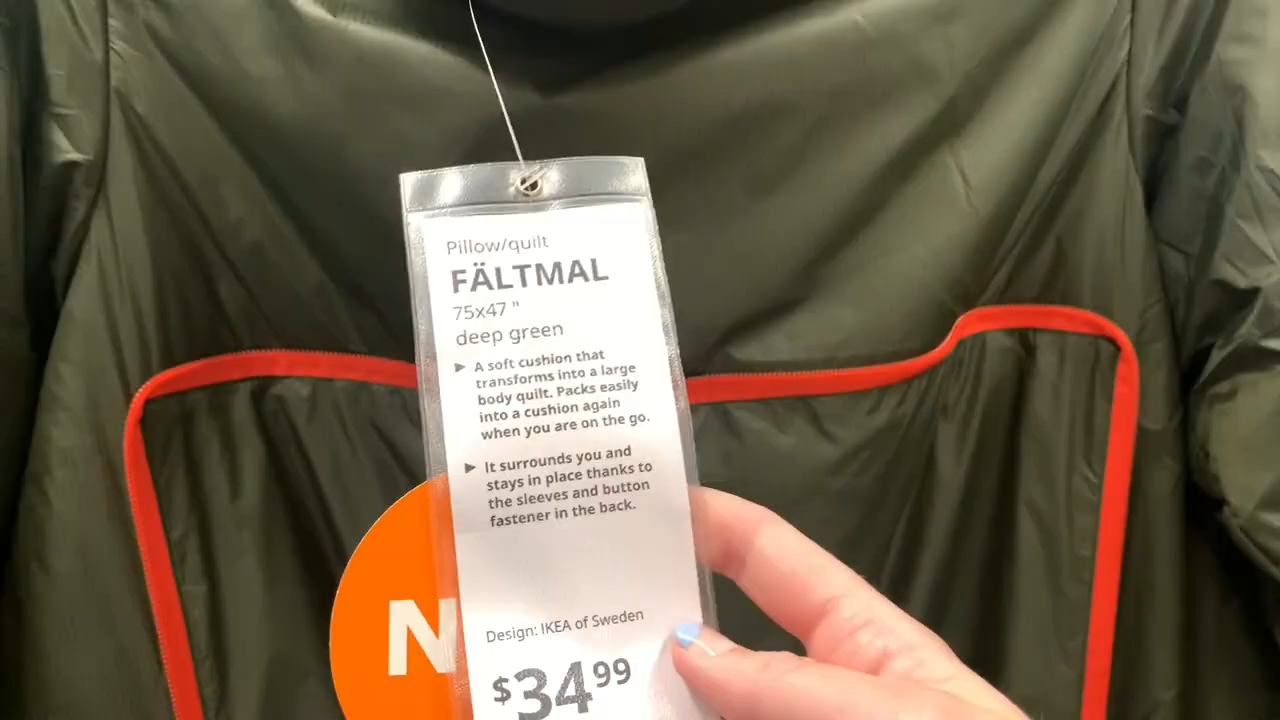 Pillow/quilt
FÄLTMAL
75x47 "
deep green
► A soft cushion that
transforms into a large
body quilt. Packs easily
into a cushion again
when you are on the go.
► It surrounds you and
stays in place thanks to
the sleeves and button
fastener in the back.
N
Design: IKEA of Sweden
$34 99